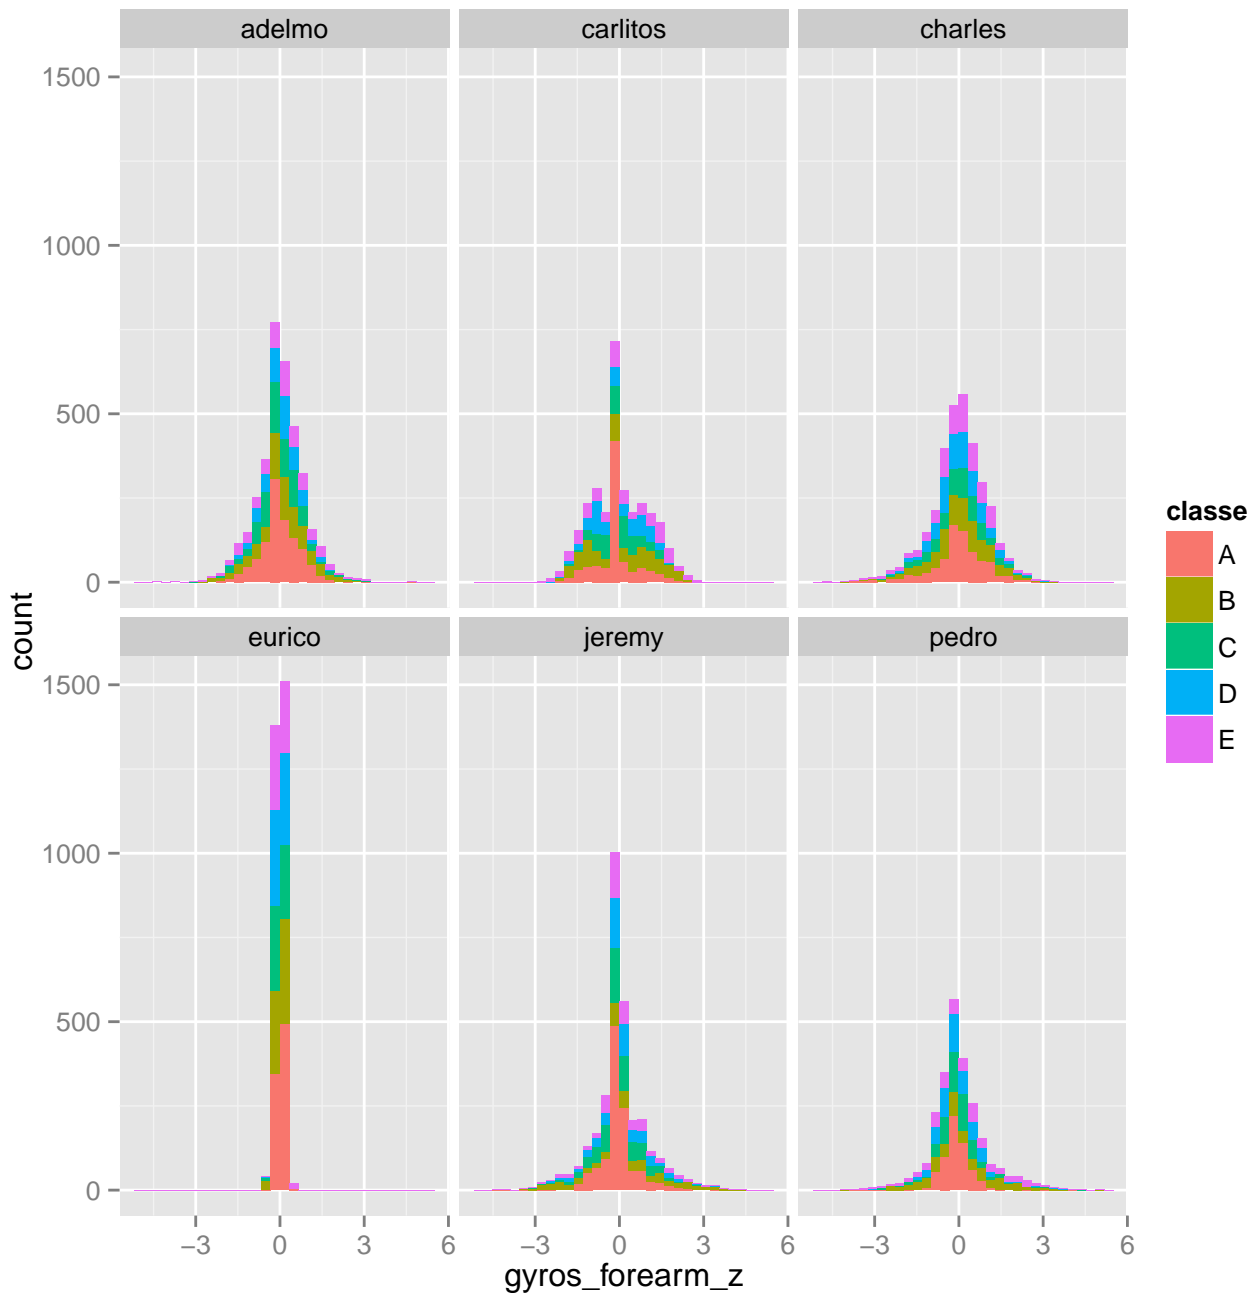 adelmo carlitos charles
1500
1000
500
0
eurico jeremy pedro
1500
1000
500
0
−3 0 3 6 −3 0 3 6 −3 0 3 6
gyros_forearm_z
count
classe
A
B
C
D
E